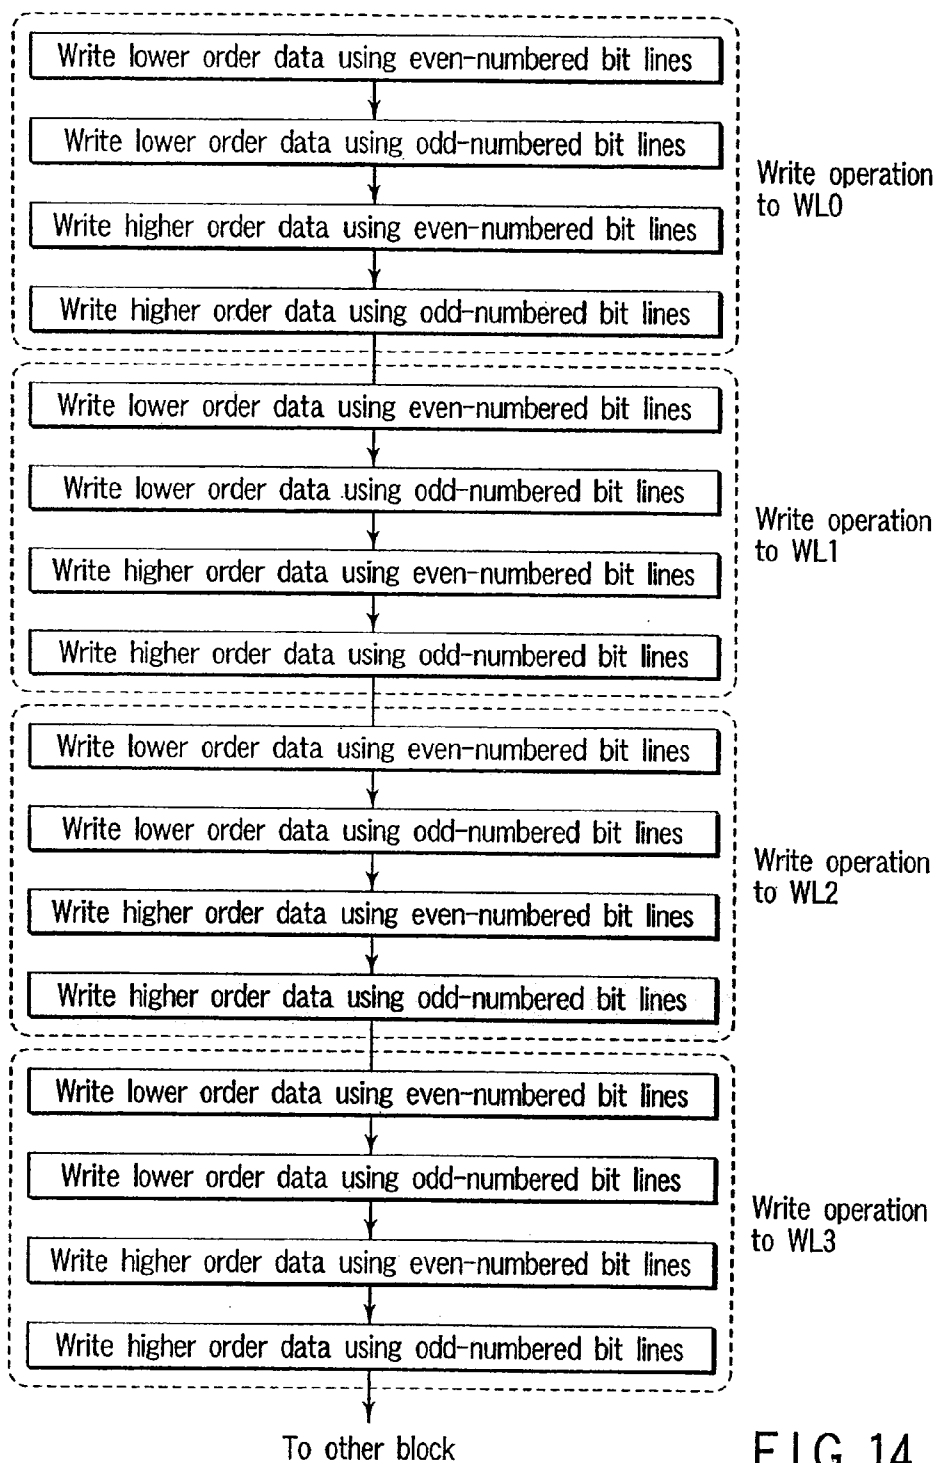 Write lower order data using even-numbered bit lines
Write lower order data using odd-numbered bit lines
Write higher order data using even-numbered bit lines
Write higher order data using odd-numbered bit lines
Write operation
to WL0
Write lower order data using even-numbered bit lines
Write lower order data using odd-numbered bit lines
Write higher order data using even-numbered bit lines
Write higher order data using odd-numbered bit lines
Write operation
to WL1
Write lower order data using even-numbered bit lines
Write lower order data using odd-numbered bit lines
Write higher order data using even-numbered bit lines
Write higher order data using odd-numbered bit lines
Write operation
to WL2
Write lower order data using even-numbered bit lines
Write lower order data using odd-numbered bit lines
Write higher order data using even-numbered bit lines
Write higher order data using odd-numbered bit lines
Write operation
to WL3
To other block
FIG. 14